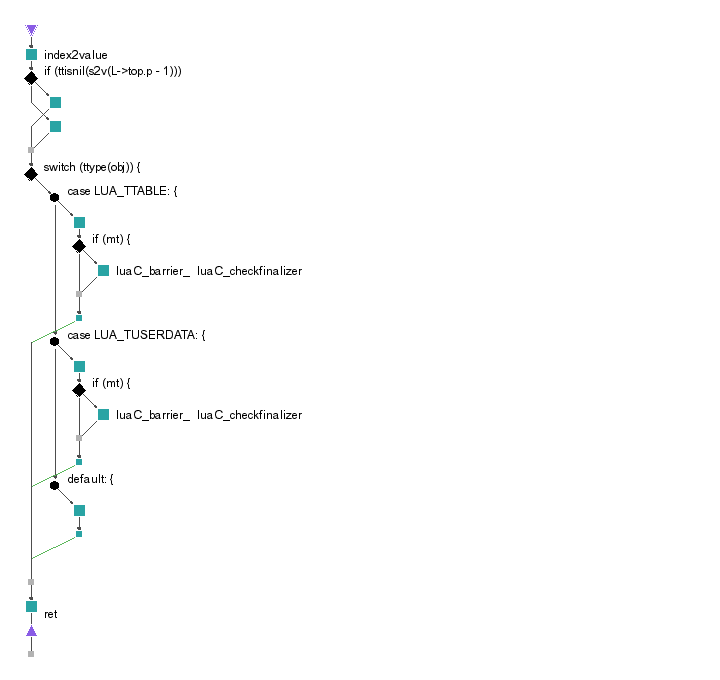 index2value
if (ttisnil(s2v(L->top.p - 1)))
switch (ttype(obj)) {
case LUA_TTABLE: {
if (mt) {
luaC_barrier_  luaC_checkfinalizer
case LUA_TUSERDATA: {
if (mt) {
luaC_barrier_  luaC_checkfinalizer
default: {
ret